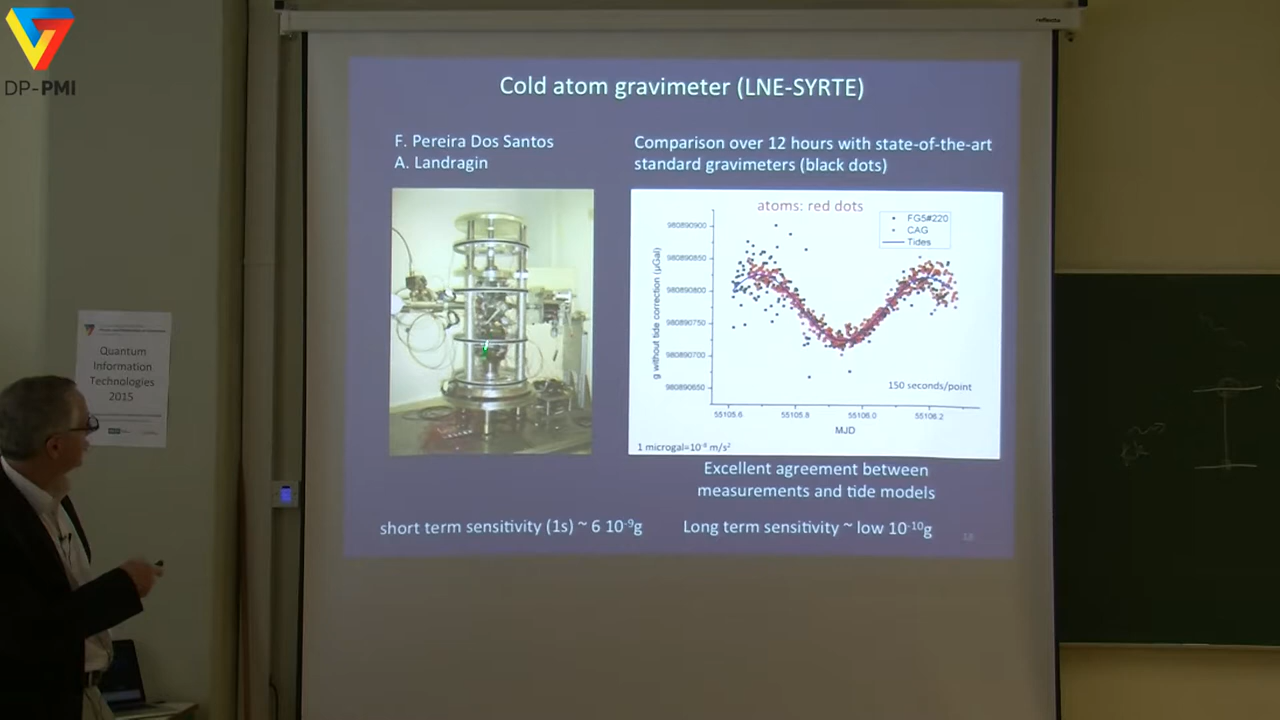 DP-PMI
reflecta
Cold atom gravimeter (LNE-SYRTE)
F. Pereira Dos Santos
A. Landragin
Comparison over 12 hours with state-of-the-art
standard gravimeters (black dots)
atoms: red dots
FG5#220
CAG
Tides
g without tide correction (µGal)
980890900
980890850
980890800
980890750
980890700
980890650
150 seconds/point
55105.6
55105.8
55106.0
55106.2
MJD
1 microgal=10⁻⁸ m/s²
Excellent agreement between
measurements and tide models
short term sensitivity (1s) ~ 6 10⁻⁹g
Long term sensitivity ~ low 10⁻¹⁰g
18
Quantum
Information
Technologies
2015